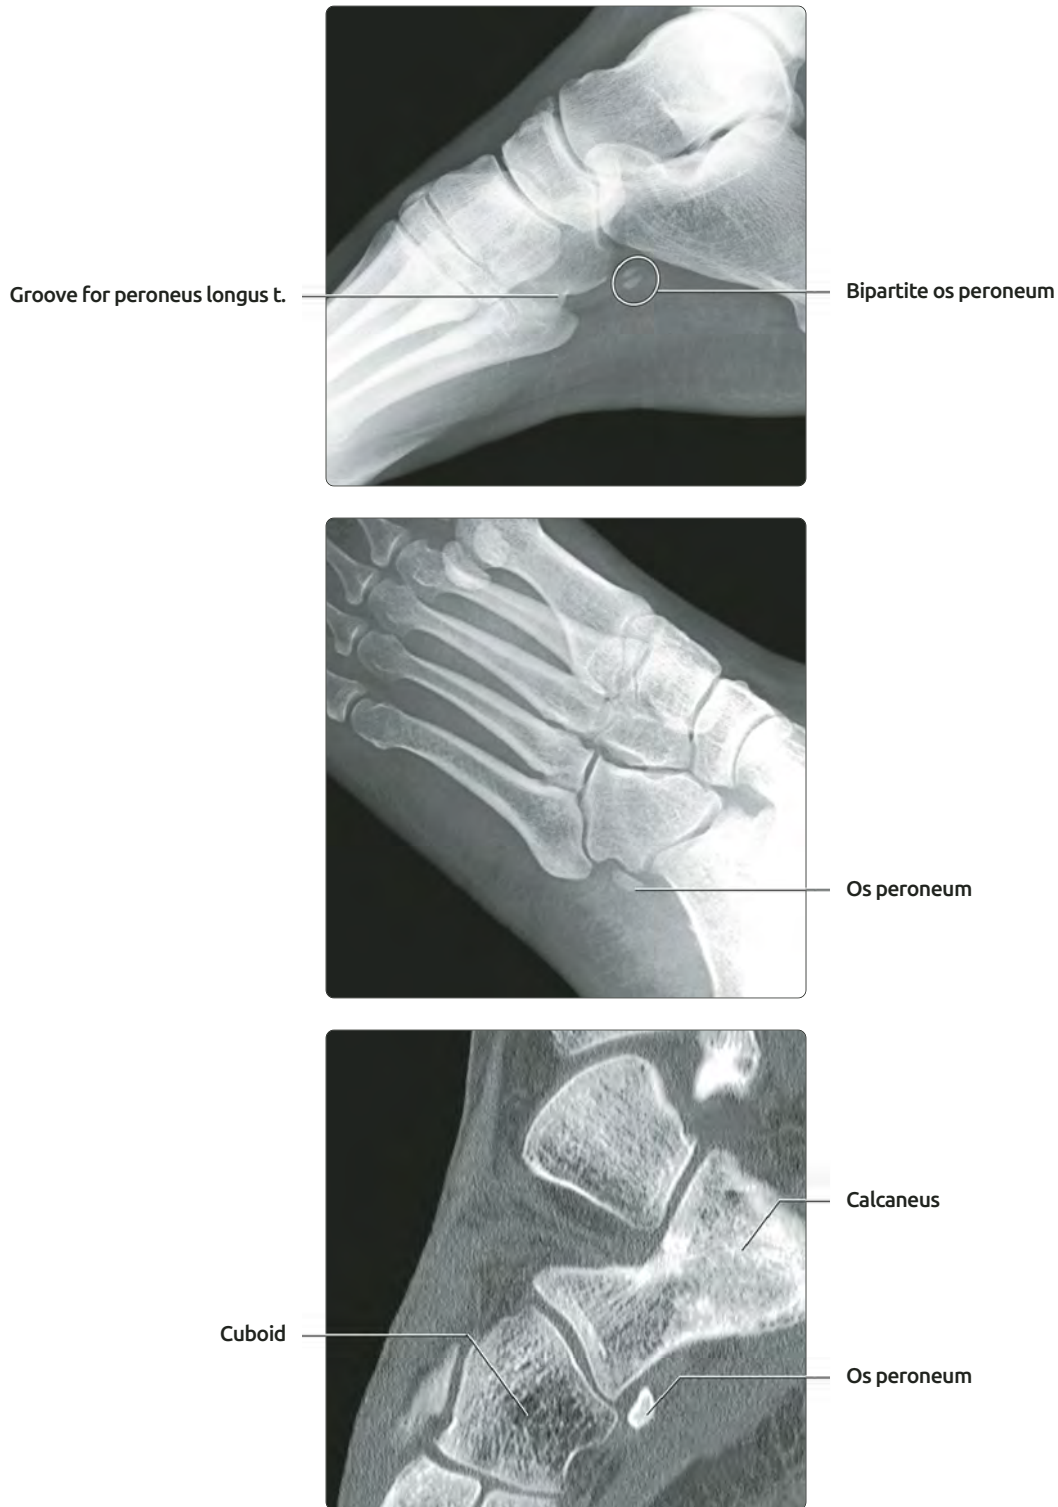 Groove for peroneus longus t.
Bipartite os peroneum
Os peroneum
Calcaneus
Cuboid
Os peroneum